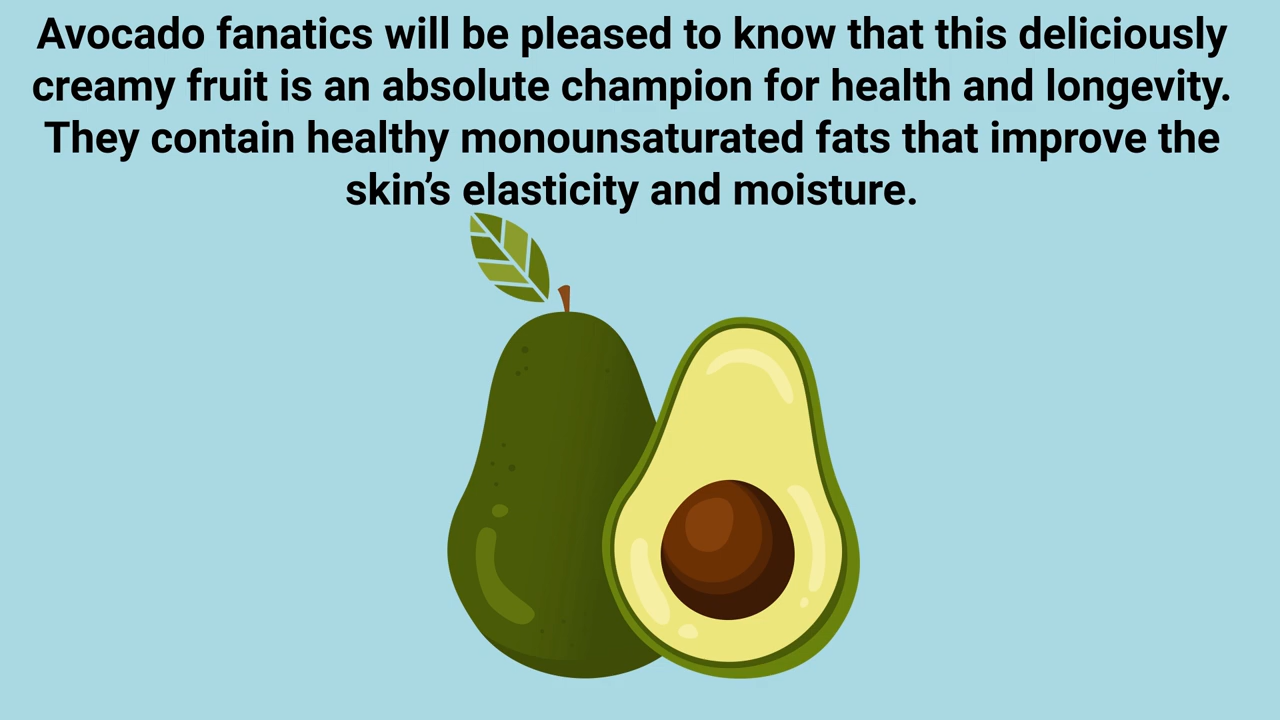 Avocado fanatics will be pleased to know that this deliciously
creamy fruit is an absolute champion for health and longevity.
They contain healthy monounsaturated fats that improve the
skin’s elasticity and moisture.